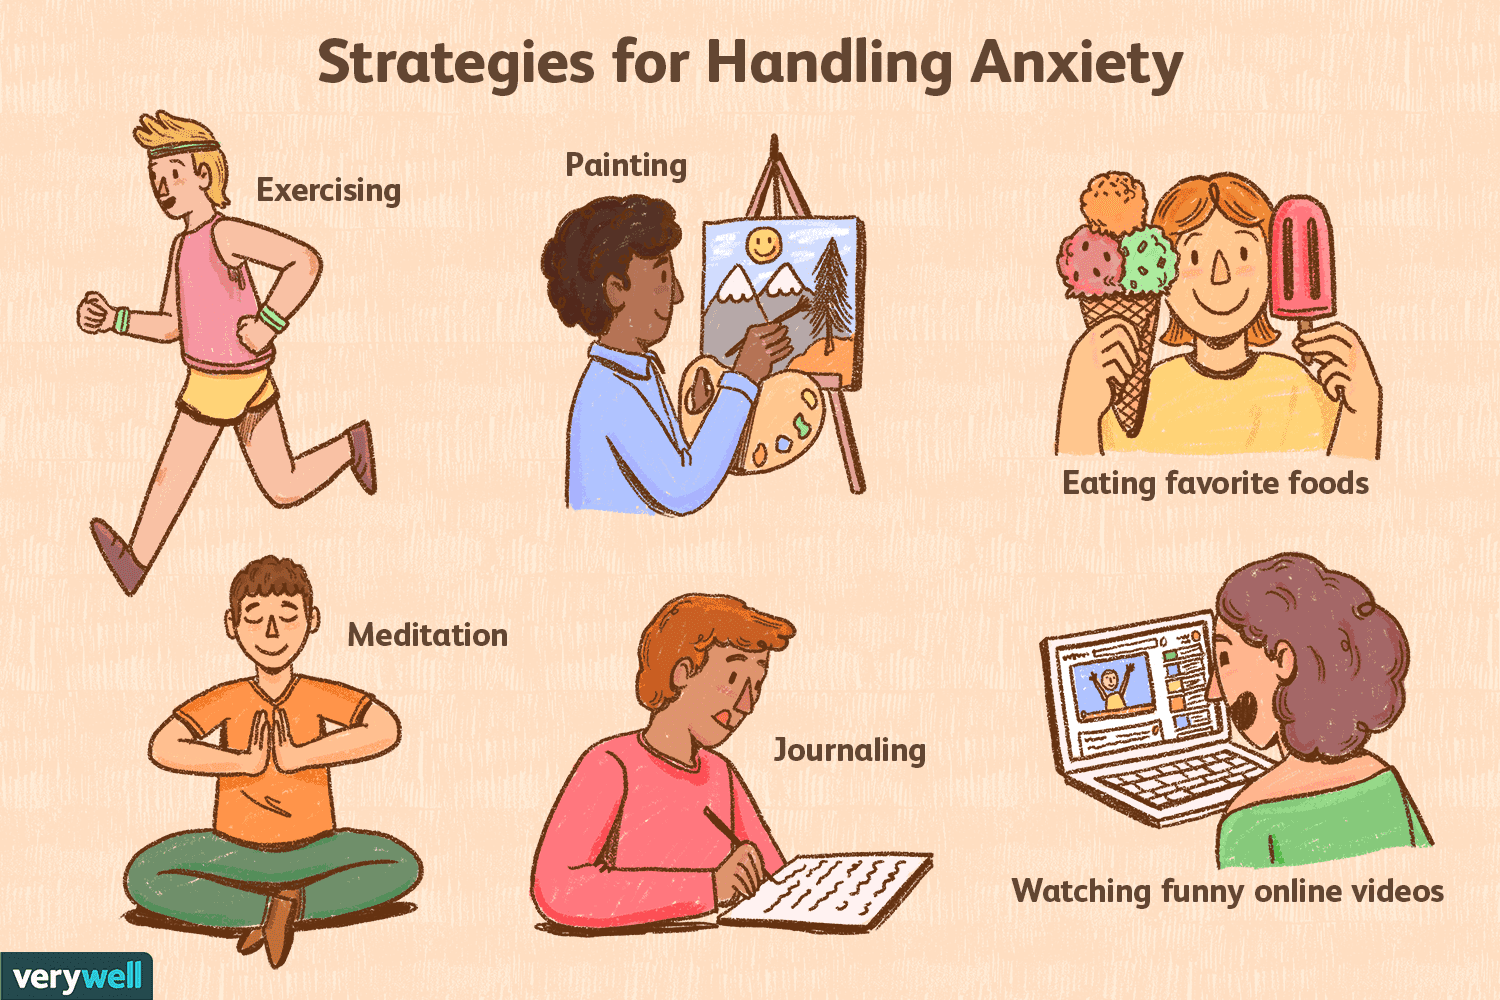 Strategies for Handling Anxiety
Exercising
Painting
Eating favorite foods
Meditation
Journaling
Watching funny online videos
verywell